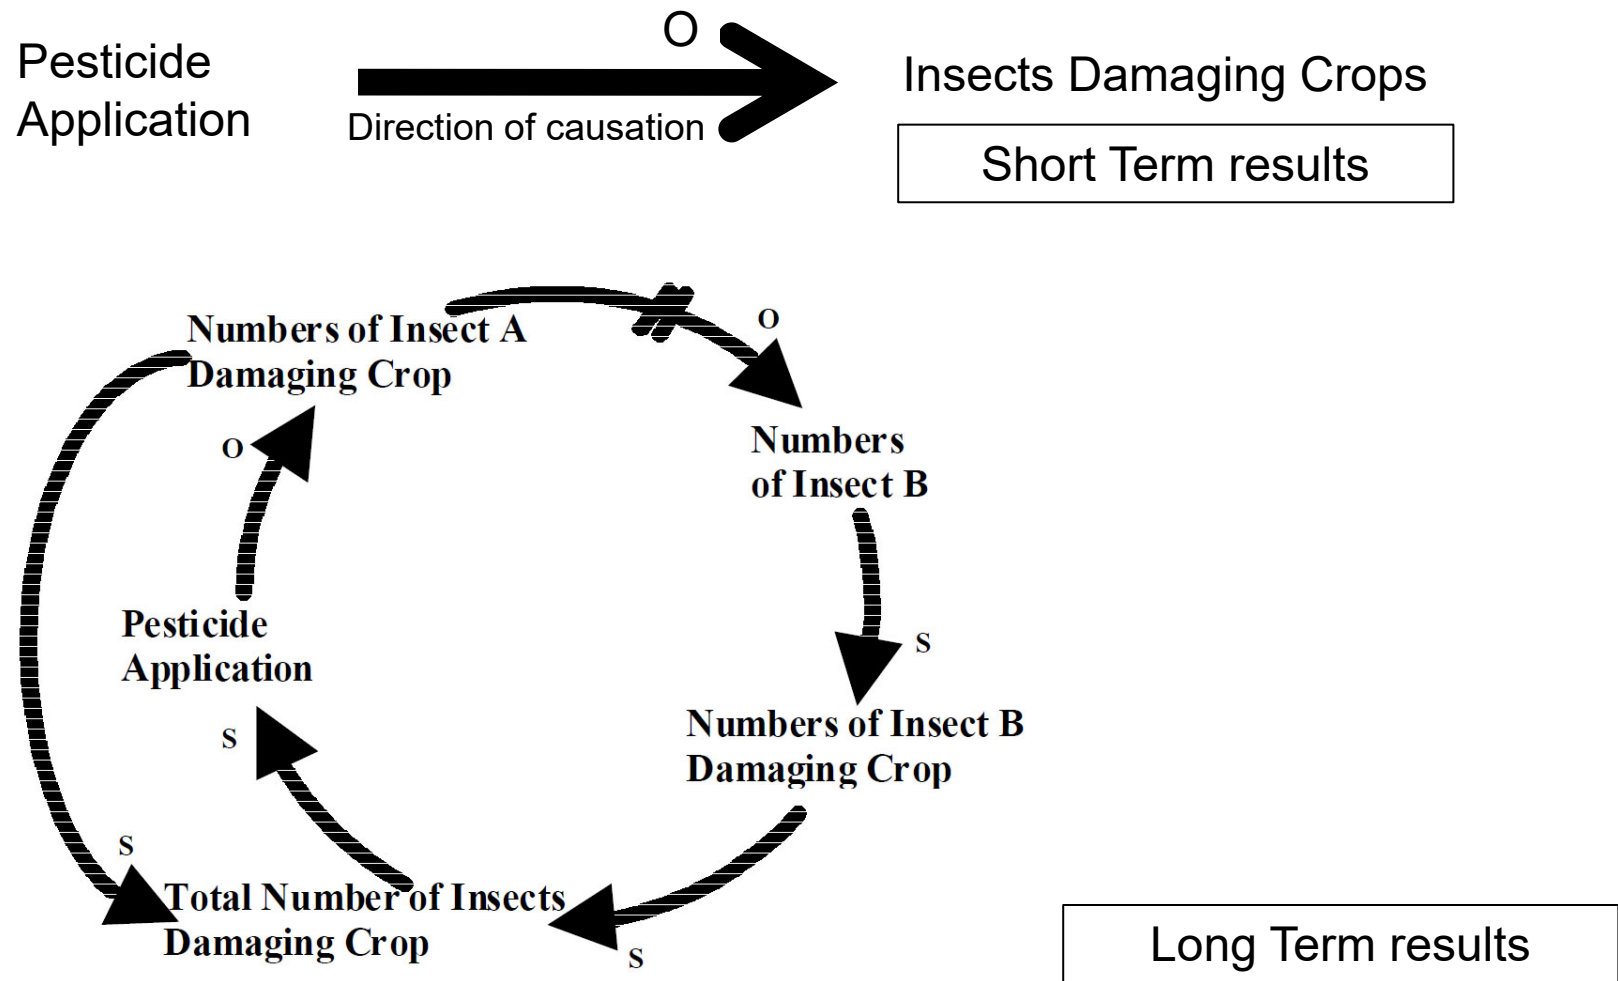 O
Pesticide
Application
Direction of causation
Insects Damaging Crops
Short Term results
Numbers of Insect A
Damaging Crop
O
O
Numbers
of Insect B
S
Pesticide
Application
Numbers of Insect B
Damaging Crop
S
S
Total Number of Insects
Damaging Crop
S
Long Term results